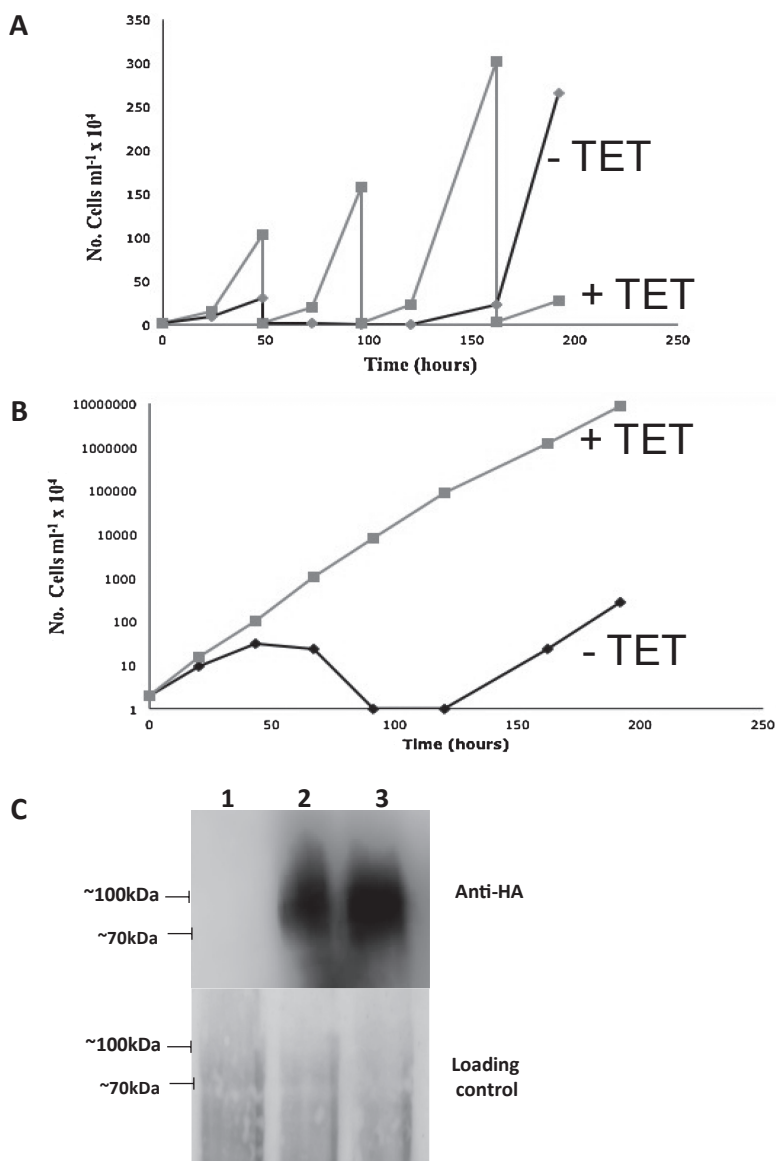 A
350
300
250
200
150
100
50
0
No. Cells ml⁻¹ x 10⁴
- TET
+ TET
0 50 100 150 200 250
Time (hours)
B
10000000
1000000
100000
10000
1000
100
10
1
No. Cells ml⁻¹ x 10⁴
+ TET
- TET
0 50 100 150 200 250
Time (hours)
C
1 2 3
~100kDa
~70kDa
Anti-HA
~100kDa
~70kDa
Loading
control